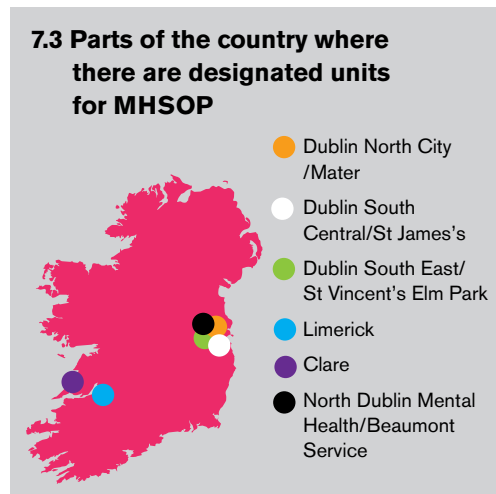 7.3 Parts of the country where
there are designated units
for MHSOP
Dublin North City
/Mater
Dublin South
Central/St James’s
Dublin South East/
St Vincent’s Elm Park
Limerick
Clare
North Dublin Mental
Health/Beaumont
Service